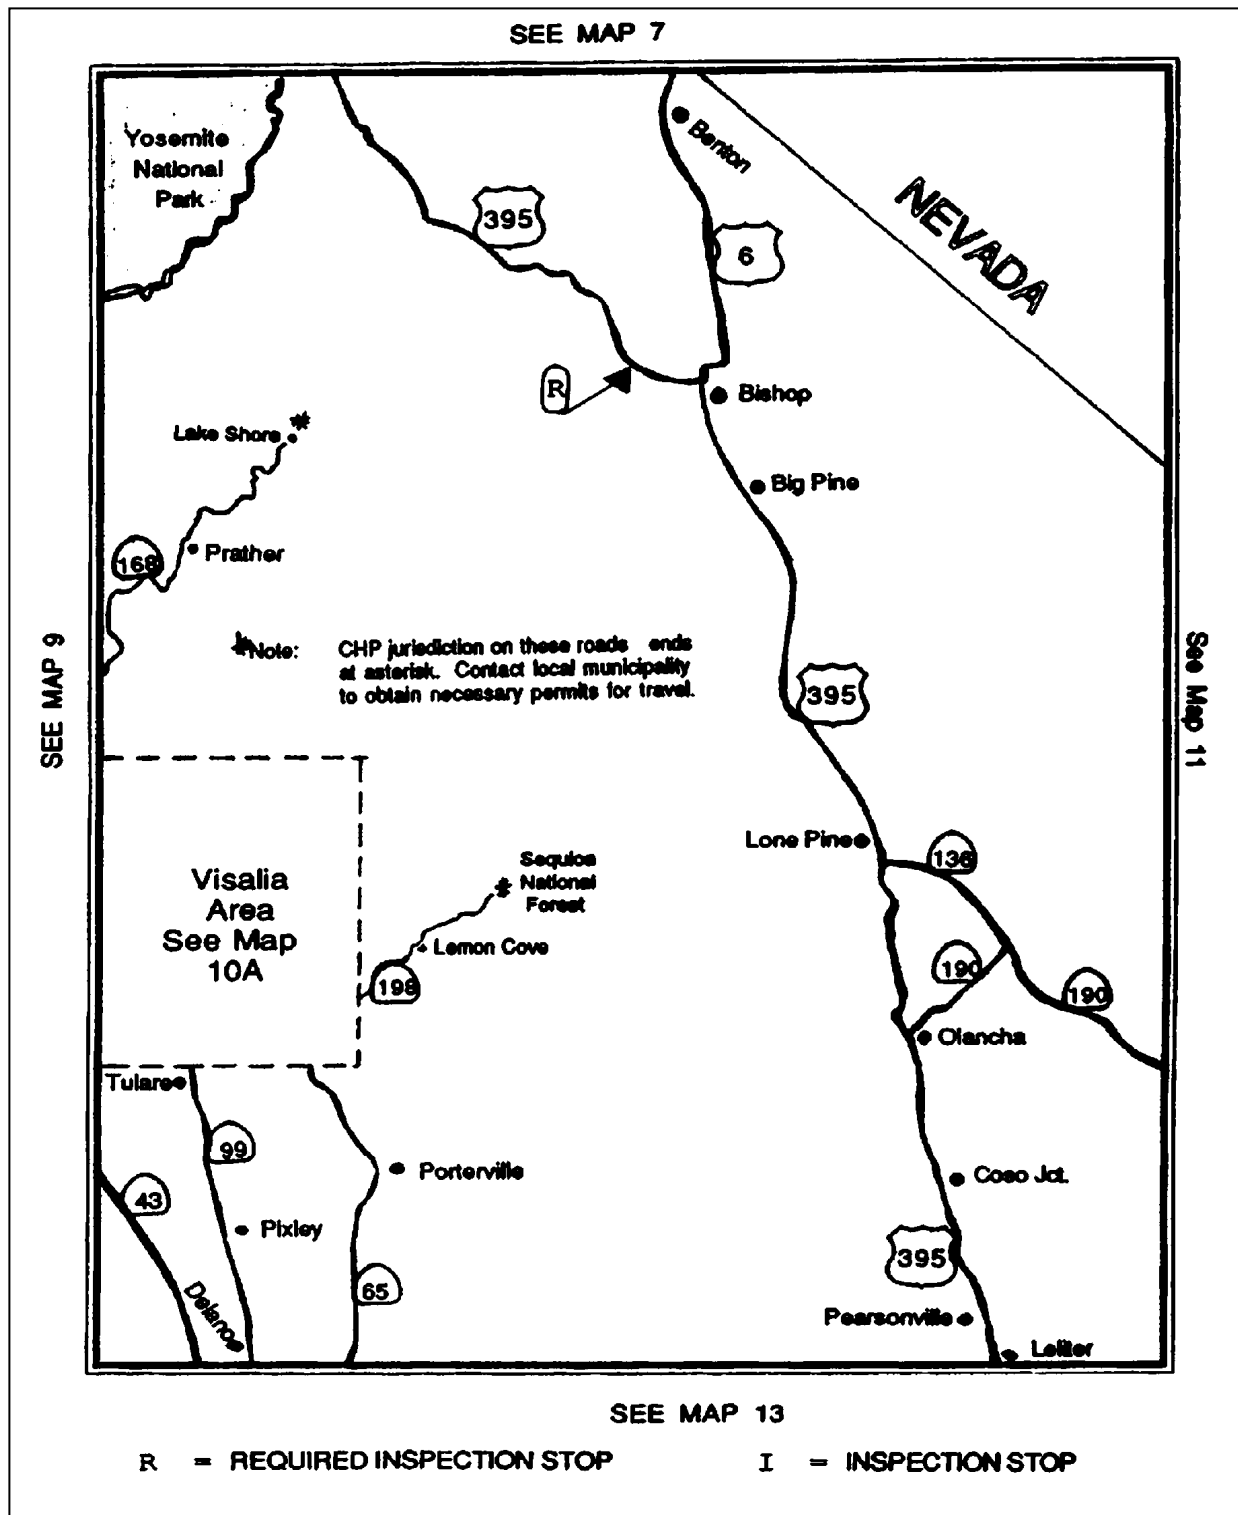 SEE MAP 7
Yosemite
National
Park
395
Benton
6
NEVADA
R
Bishop
Lake Shore *
Big Pine
168
Prather
*Note: CHP jurisdiction on these roads ends
at asterisk. Contact local municipality
to obtain necessary permits for travel.
SEE MAP 9
See Map 11
395
Lone Pine
136
Visalia
Area
See Map
10A
Sequioa
National
Forest
*
Lemon Cove
198
190
190
Olancha
Tulare
99
Porterville
Coso Jct.
43
Pixley
395
65
Delano
Pearsonville
Leliter
SEE MAP 13
R = REQUIRED INSPECTION STOP
I = INSPECTION STOP